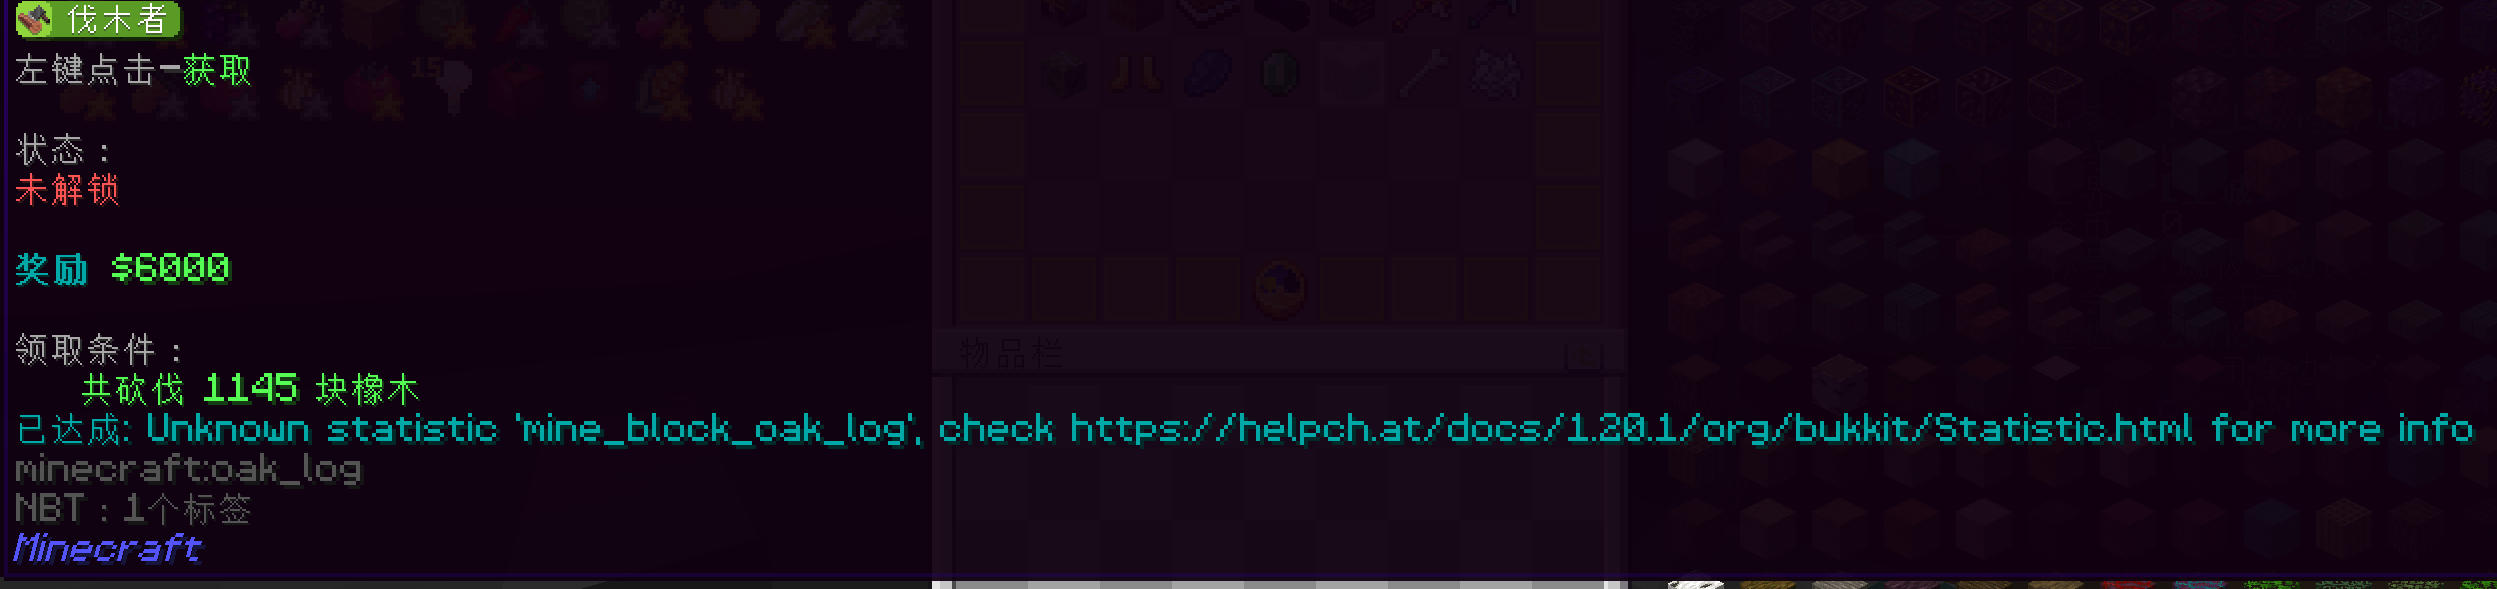 伐木者
左键点击-获取
15
状态：
未解锁
奖励 $6000
领取条件：
共砍伐 1145 块橡木
已达成: Unknown statistic 'mine_block_oak_log', check https://helpch.at/docs/1.20.1/org/bukkit/Statistic.html for more info
minecraft:oak_log
NBT：1个标签
Minecraft
物品栏